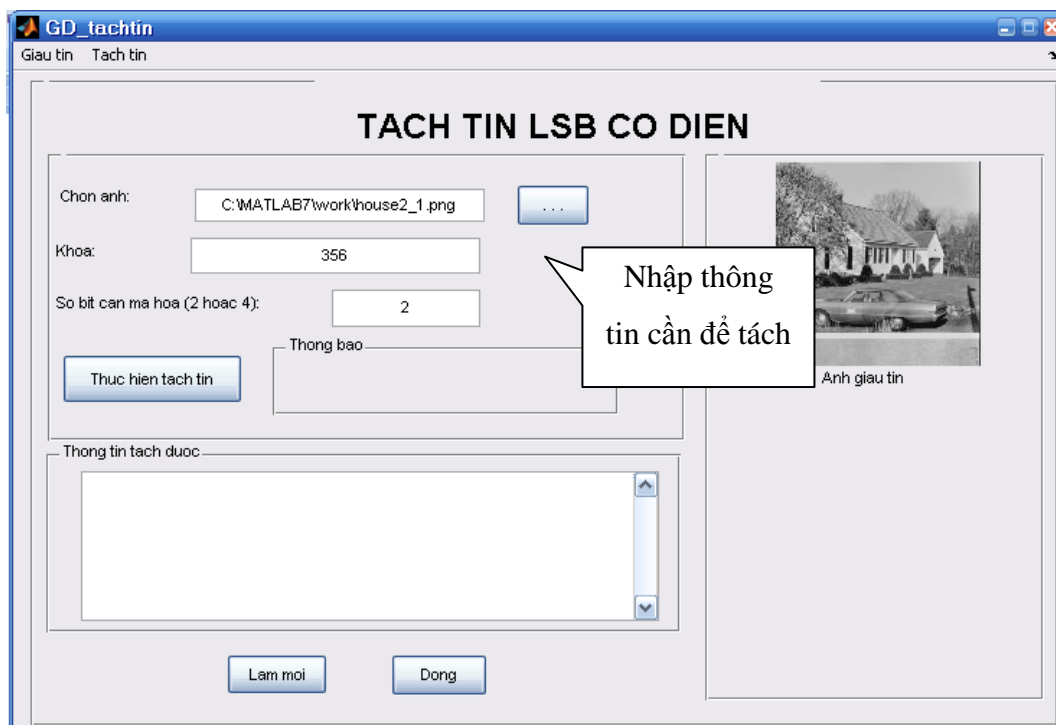 GD_tachtin
Giau tin Tach tin
TACH TIN LSB CO DIEN
Chon anh:
C:\MATLAB7\work\house2_1.png
. . .
Khoa:
356
So bit can ma hoa (2 hoac 4):
2
Nhập thông
tin cần để tách
Thuc hien tach tin
Thong bao
Anh giau tin
Thong tin tach duoc
Lam moi
Dong